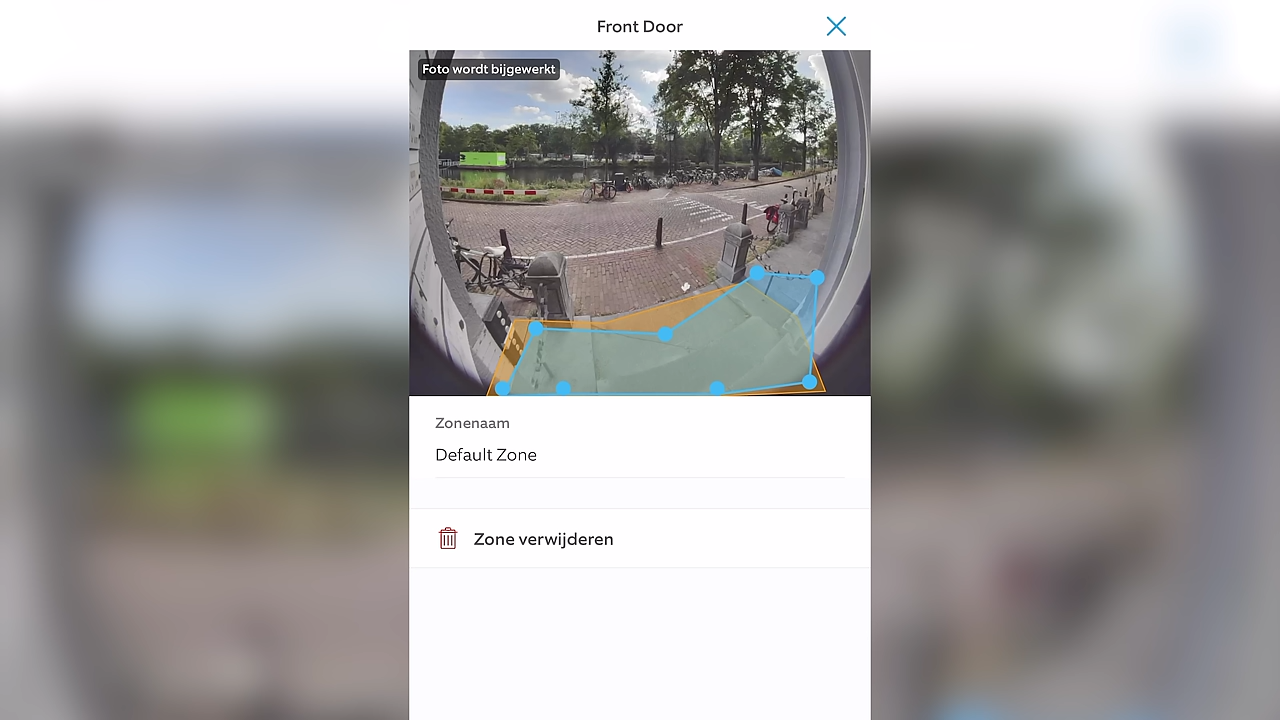 Front Door
Foto wordt bijgewerkt
Zonenaam
Default Zone
Zone verwijderen